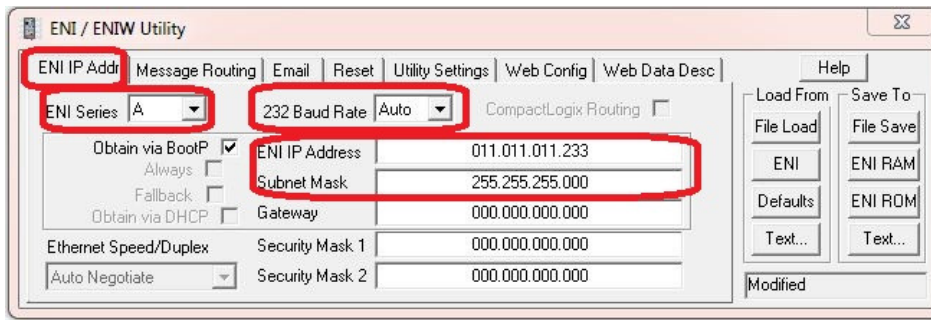 ENI / ENIW Utility
ENI IP Addr Message Routing Email Reset Utility Settings Web Config Web Data Desc Help
ENI Series A 232 Baud Rate Auto CompactLogix Routing
Load From Save To
File Load File Save
Obtain via BootP ENI IP Address 011.011.011.233
Always
ENI ENI RAM
Subnet Mask 255.255.255.000
Fallback
Defaults ENI ROM
Obtain via DHCP Gateway 000.000.000.000
Ethernet Speed/Duplex Security Mask 1 000.000.000.000
Text... Text...
Auto Negotiate Security Mask 2 000.000.000.000
Modified